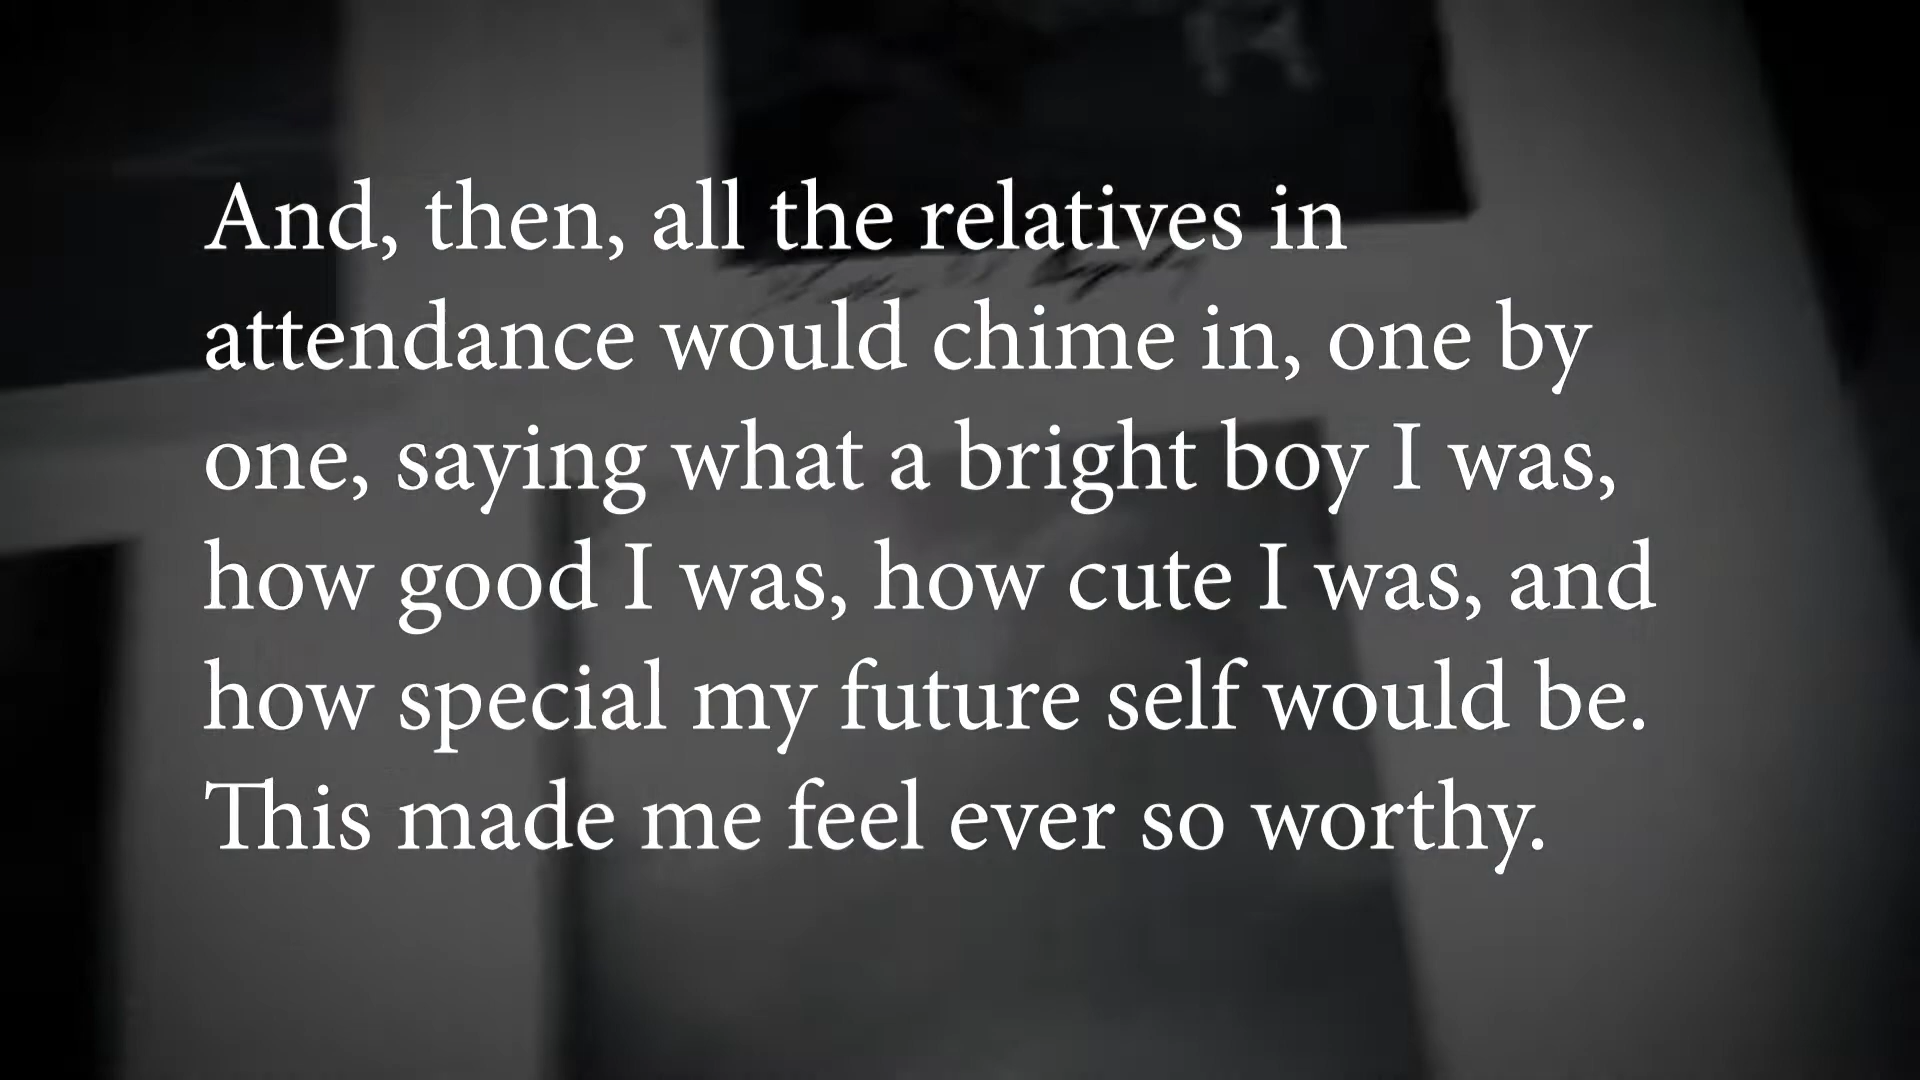 And, then, all the relatives in
attendance would chime in, one by
one, saying what a bright boy I was,
how good I was, how cute I was, and
how special my future self would be.
This made me feel ever so worthy.